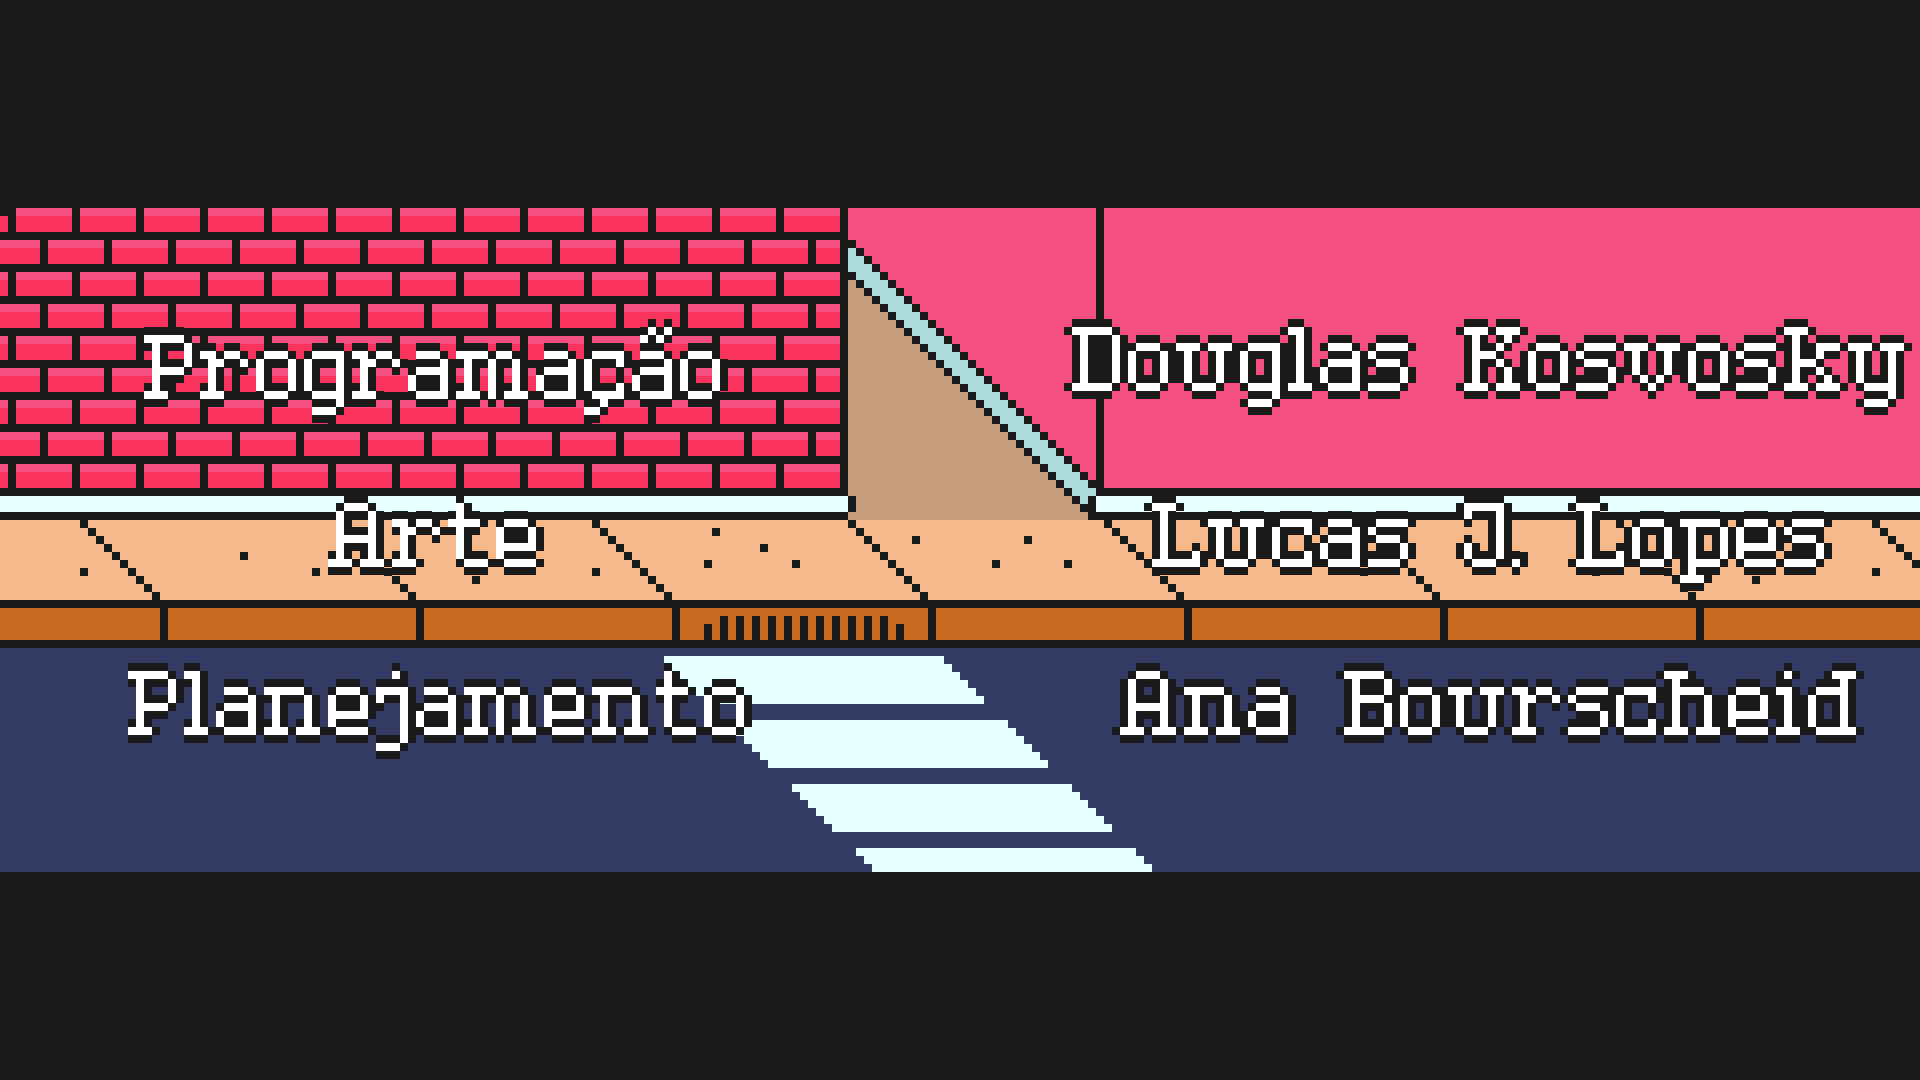 Programação Douglas Kosvosky
Arte Lucas J. Lopes
Planejamento Ana Bourscheid